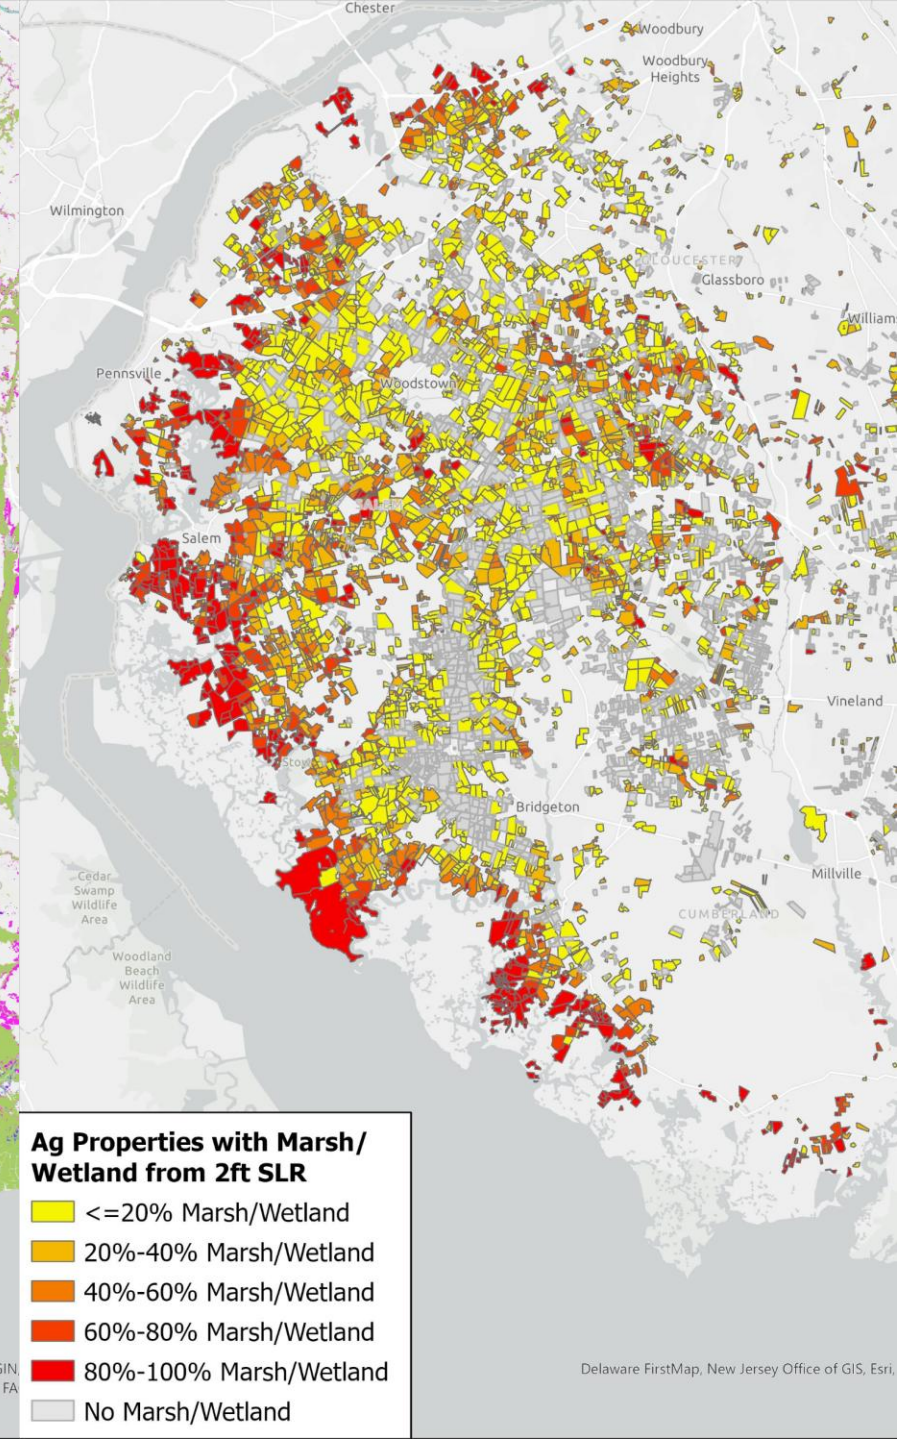 Chester
Woodbury
Woodbury
Heights
Wilmington
GLOUCESTER
Glassboro
Williams
Pennsville
Woodstown
Salem
Vineland
Stow
Bridgeton
Millville
Cedar
Swamp
Wildlife
Area
CUMBERLAND
Woodland
Beach
Wildlife
Area
Ag Properties with Marsh/
Wetland from 2ft SLR
<=20% Marsh/Wetland
20%-40% Marsh/Wetland
40%-60% Marsh/Wetland
60%-80% Marsh/Wetland
80%-100% Marsh/Wetland
No Marsh/Wetland
Delaware FirstMap, New Jersey Office of GIS, Esri,
GIN,
FA